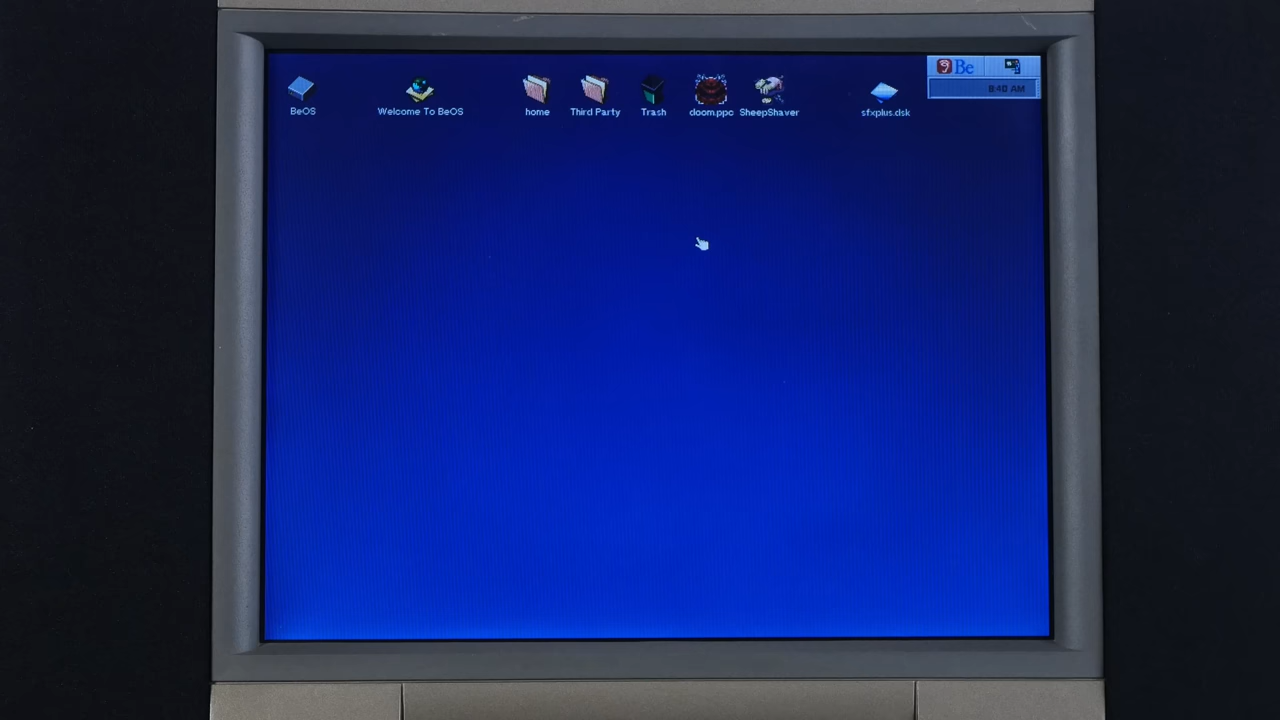 Be
8:40 AM
BeOS
Welcome To BeOS
home
Third Party
Trash
doom.ppc
SheepShaver
sfxplus.dsk